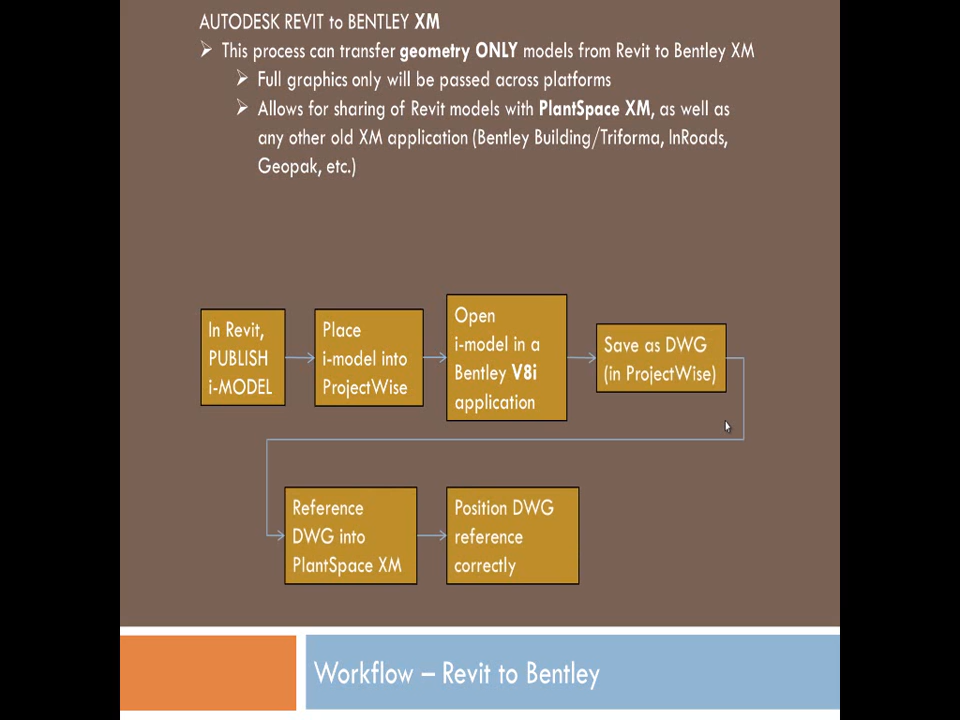 AUTODESK REVIT to BENTLEY XM
This process can transfer geometry ONLY models from Revit to Bentley XM
Full graphics only will be passed across platforms
Allows for sharing of Revit models with PlantSpace XM, as well as
any other old XM application (Bentley Building/Triforma, InRoads,
Geopak, etc.)
In Revit,
PUBLISH
i-MODEL
Place
i-model into
ProjectWise
Open
i-model in a
Bentley V8i
application
Save as DWG
(in ProjectWise)
Reference
DWG into
PlantSpace XM
Position DWG
reference
correctly
Workflow – Revit to Bentley